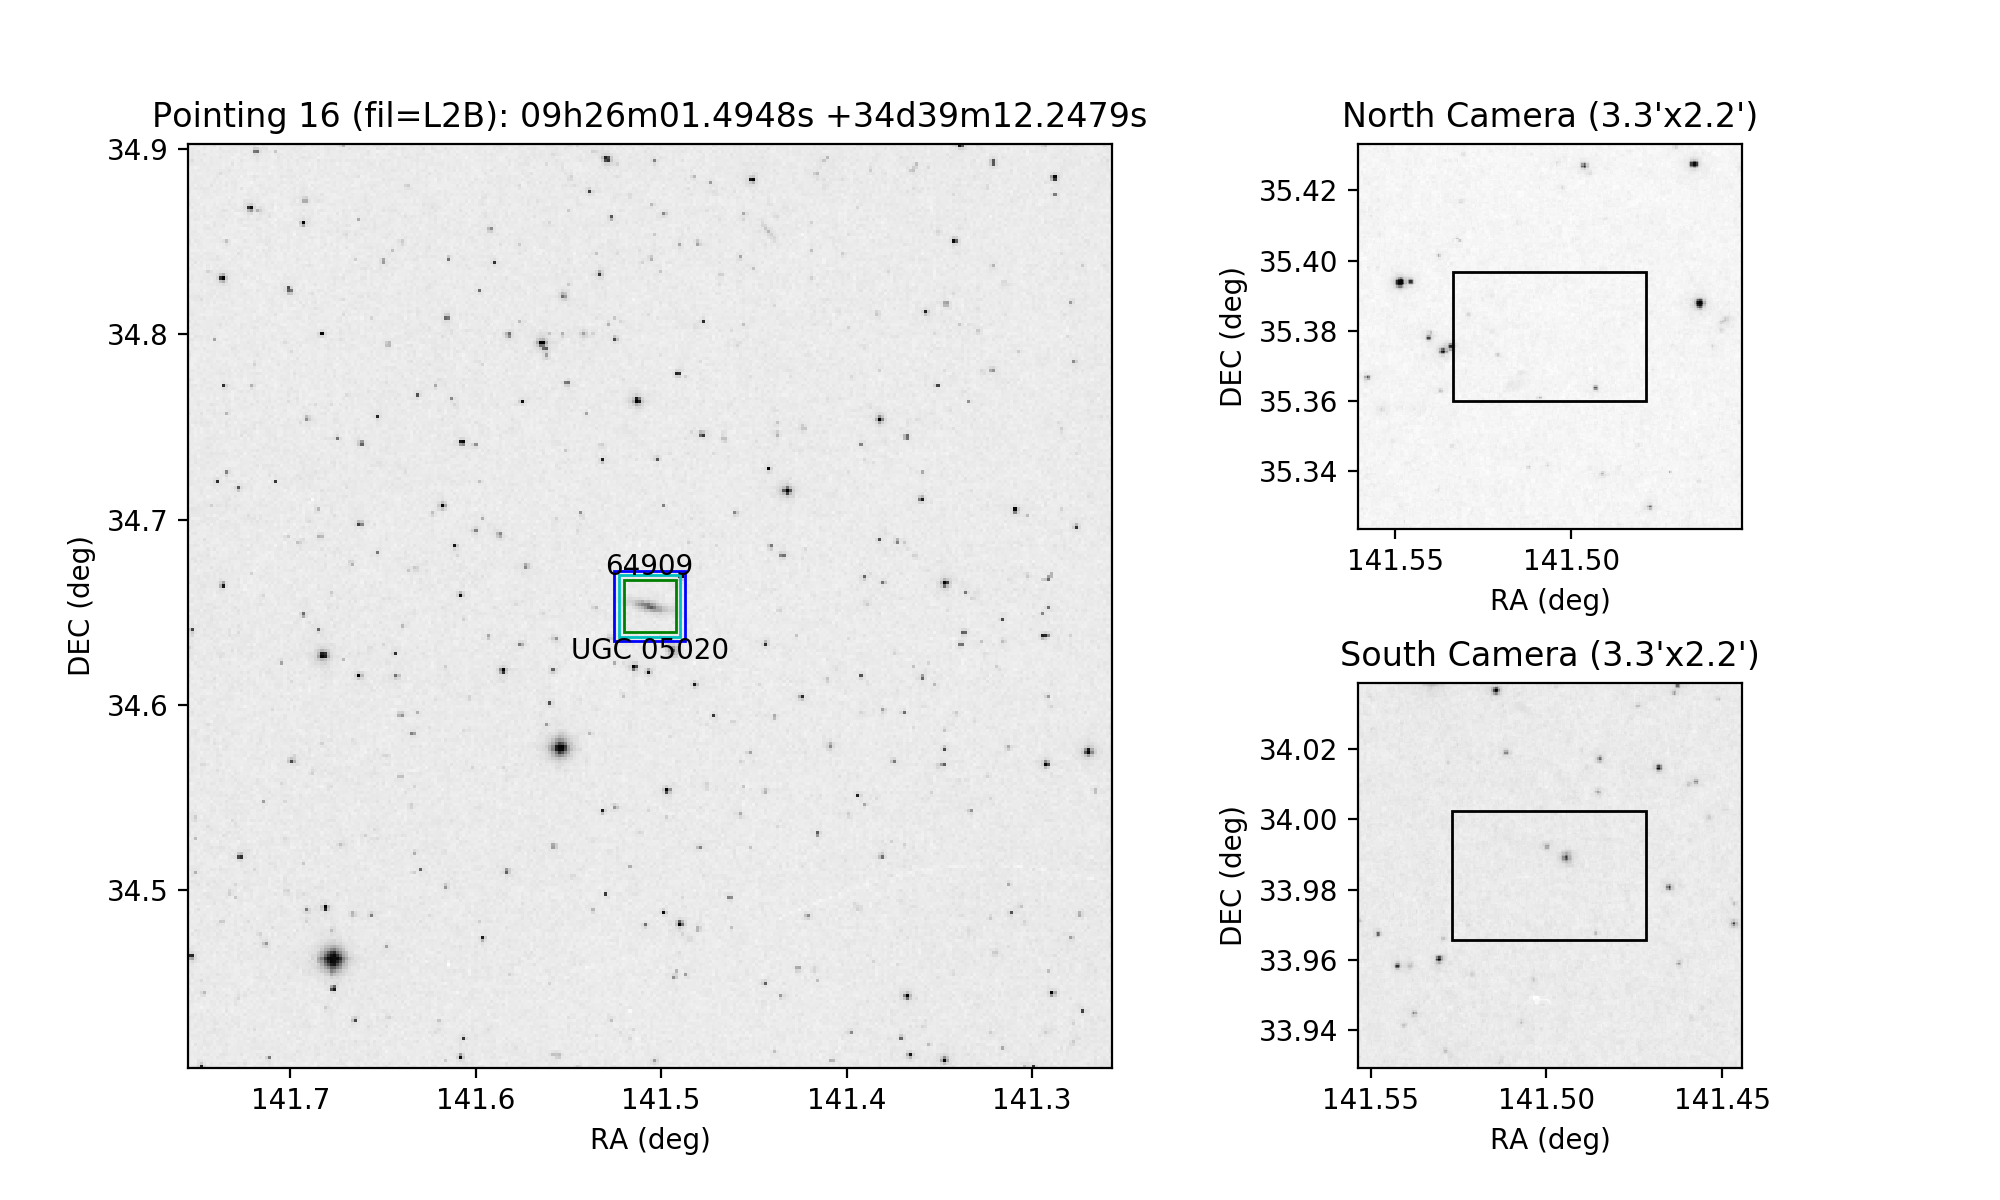 Pointing 16 (fil=L2B): 09h26m01.4948s +34d39m12.2479s
34.9
34.8
34.7
34.6
34.5
DEC (deg)
64909
UGC 05020
141.7 141.6 141.5 141.4 141.3
RA (deg)
North Camera (3.3'x2.2')
35.42
35.40
35.38
35.36
35.34
DEC (deg)
141.55 141.50
RA (deg)
South Camera (3.3'x2.2')
34.02
34.00
33.98
33.96
33.94
DEC (deg)
141.55 141.50 141.45
RA (deg)